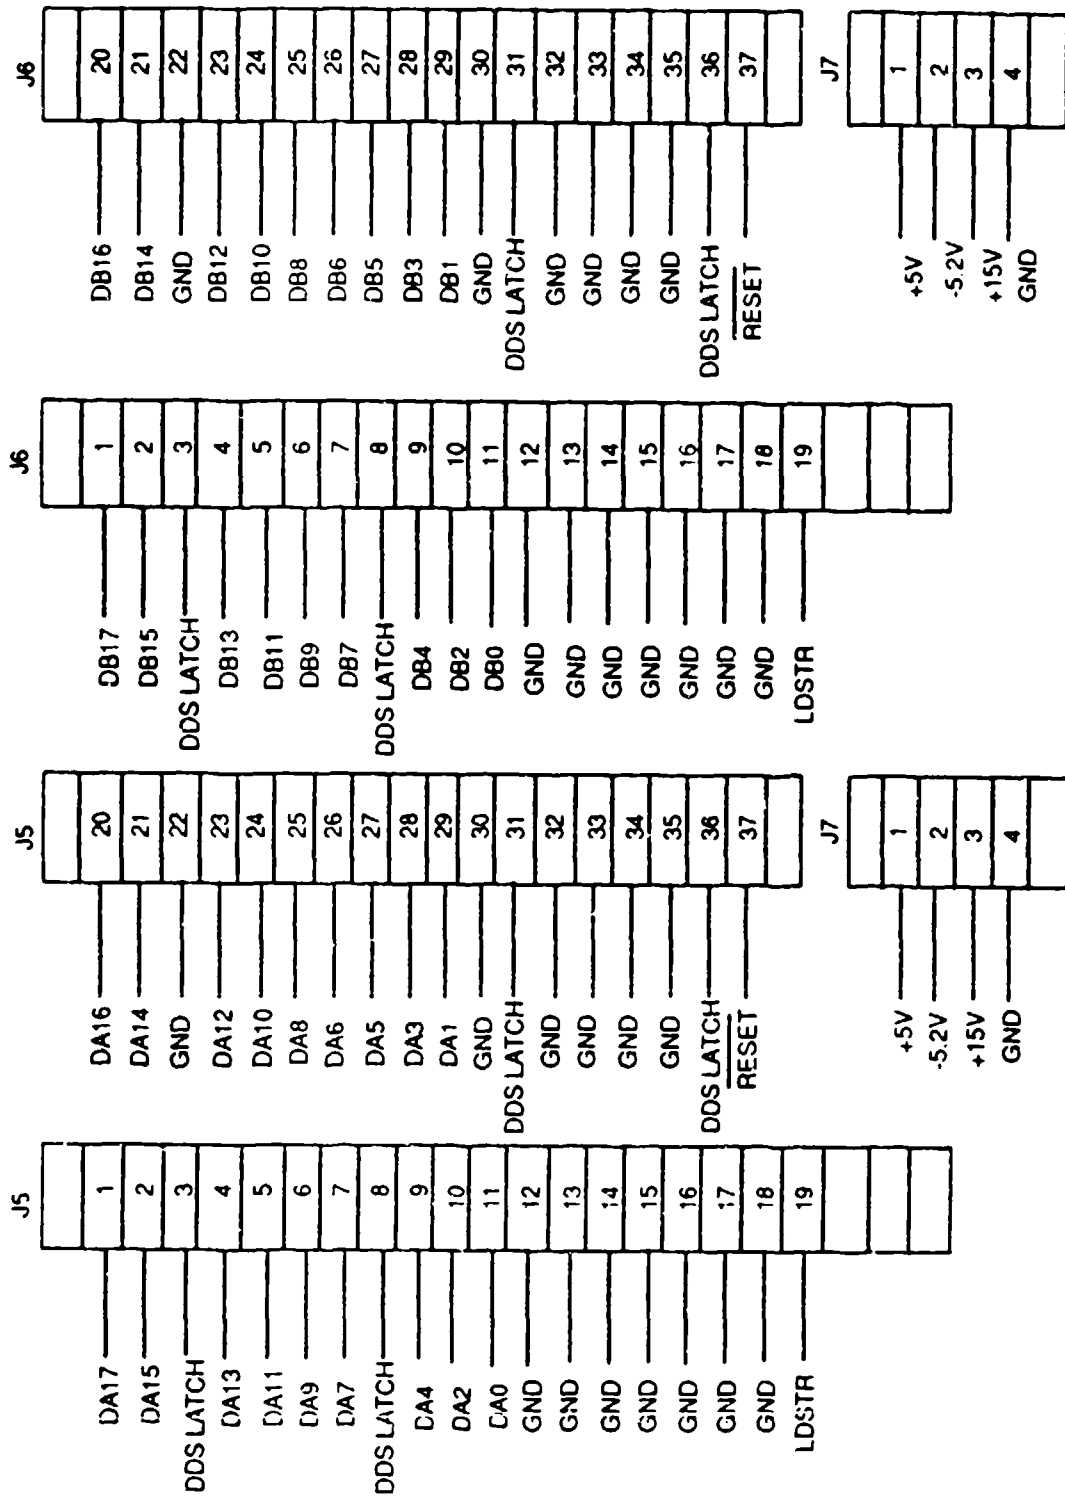 J5
DA17 1
DA15 2
DDS LATCH 3
DA13 4
DA11 5
DA9 6
DA7 7
DDS LATCH 8
DA4 9
DA2 10
DA0 11
GND 12
GND 13
GND 14
GND 15
GND 16
GND 17
GND 18
LDSTR 19
J5
DA16 20
DA14 21
GND 22
DA12 23
DA10 24
DA8 25
DA6 26
DA5 27
DA3 28
DA1 29
GND 30
DDS LATCH 31
GND 32
GND 33
GND 34
GND 35
DDS LATCH 36
RESET 37
J7
+5V 1
-5.2V 2
+15V 3
GND 4
J6
DB17 1
DB15 2
DDS LATCH 3
DB13 4
DB11 5
DB9 6
DB7 7
DDS LATCH 8
DB4 9
DB2 10
DB0 11
GND 12
GND 13
GND 14
GND 15
GND 16
GND 17
GND 18
LDSTR 19
J6
DB16 20
DB14 21
GND 22
DB12 23
DB10 24
DB8 25
DB6 26
DB5 27
DB3 28
DB1 29
GND 30
DDS LATCH 31
GND 32
GND 33
GND 34
GND 35
DDS LATCH 36
RESET 37
J7
+5V 1
-5.2V 2
+15V 3
GND 4